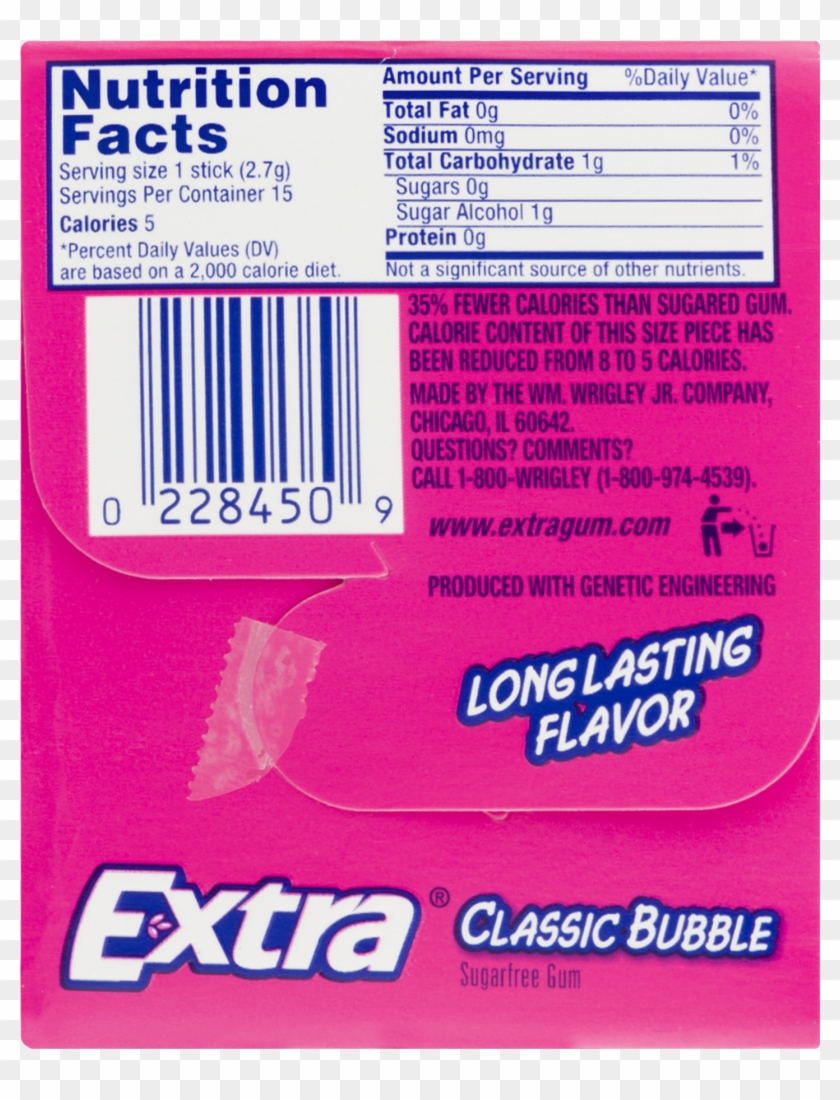 Nutrition
Facts
Serving size 1 stick (2.7g)
Servings Per Container 15
Calories 5
*Percent Daily Values (DV)
are based on a 2,000 calorie diet.
Amount Per Serving %Daily Value*
Total Fat 0g 0%
Sodium 0mg 0%
Total Carbohydrate 1g 1%
Sugars 0g
Sugar Alcohol 1g
Protein 0g
Not a significant source of other nutrients.
35% FEWER CALORIES THAN SUGARED GUM.
CALORIE CONTENT OF THIS SIZE PIECE HAS
BEEN REDUCED FROM 8 TO 5 CALORIES.
MADE BY THE WM. WRIGLEY JR. COMPANY,
CHICAGO, IL 60642.
QUESTIONS? COMMENTS?
CALL 1-800-WRIGLEY (1-800-974-4539).
www.extragum.com
0 228450 9
PRODUCED WITH GENETIC ENGINEERING
LONG LASTING
FLAVOR
Extra® CLASSIC BUBBLE
Sugarfree Gum